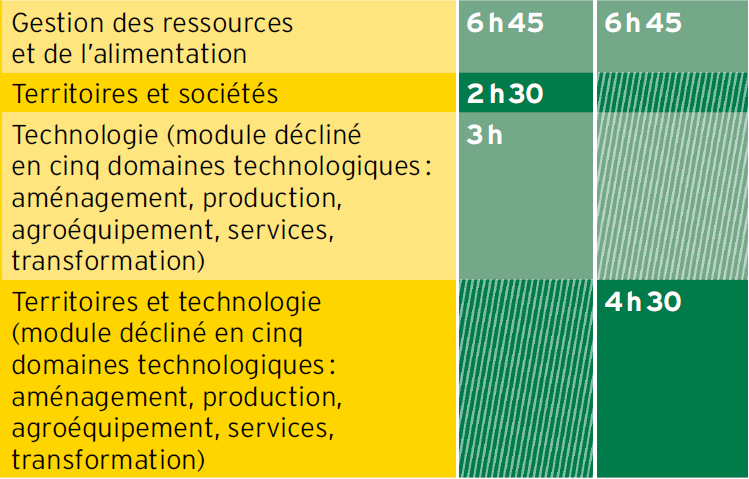 Gestion des ressources
et de l’alimentation
6 h 45
6 h 45
Territoires et sociétés
2 h 30
Technologie (module décliné
en cinq domaines technologiques :
aménagement, production,
agroéquipement, services,
transformation)
3 h
Territoires et technologie
(module décliné en cinq
domaines technologiques :
aménagement, production,
agroéquipement, services,
transformation)
4 h 30